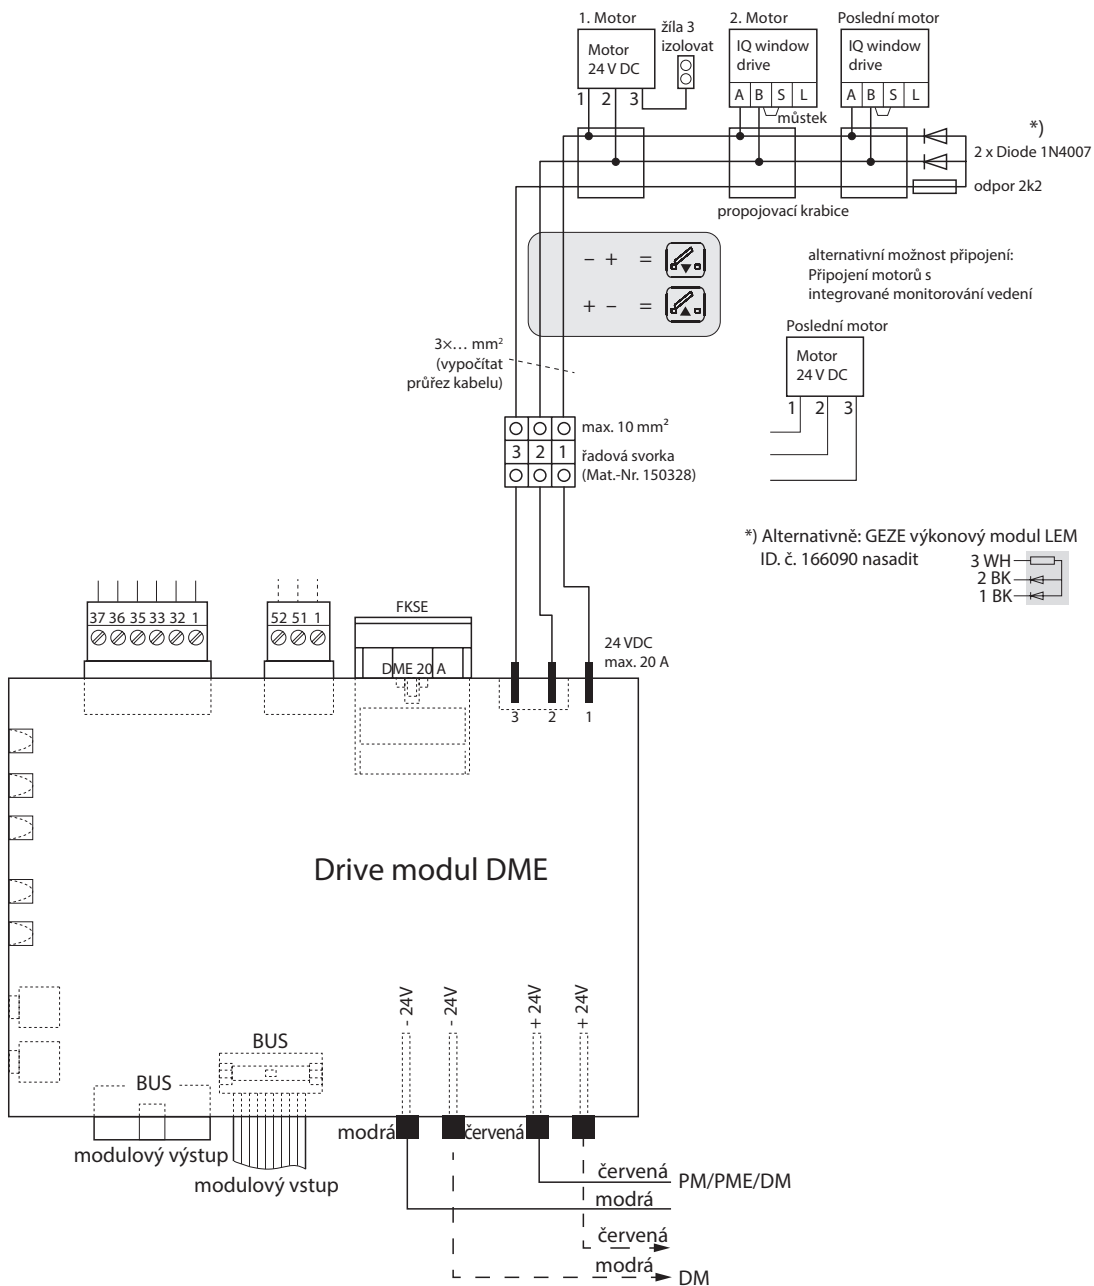 1. Motor
žíla 3
izolovat
2. Motor
Poslední motor
Motor
24 V DC
IQ window
drive
IQ window
drive
1 2 3
A B S L
A B S L
můstek
*)
2 x Diode 1N4007
odpor 2k2
propojovací krabice
– + =
+ – =
alternativní možnost připojení:
Připojení motorů s
integrované monitorování vedení
Poslední motor
Motor
24 V DC
1 2 3
3×… mm²
(vypočítat
průřez kabelu)
max. 10 mm²
3 2 1
řadová svorka
(Mat.-Nr. 150328)
*) Alternativně: GEZE výkonový modul LEM
ID. č. 166090 nasadit
3 WH
2 BK
1 BK
37 36 35 33 32 1
52 51 1
FKSE
DME 20 A
24 VDC
max. 20 A
3 2 1
Drive modul DME
- 24V
- 24V
+ 24V
+ 24V
BUS
BUS
modrá
červená
modulový výstup
modulový vstup
červená
PM/PME/DM
modrá
červená
modrá
DM